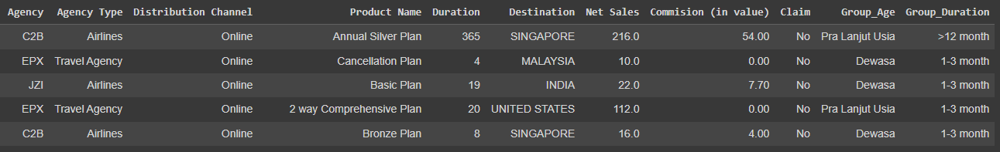 Agency Agency Type Distribution Channel Product Name Duration Destination Net Sales Commision (in value) Claim Group_Age Group_Duration
C2B Airlines Online Annual Silver Plan 365 SINGAPORE 216.0 54.00 No Pra Lanjut Usia >12 month
EPX Travel Agency Online Cancellation Plan 4 MALAYSIA 10.0 0.00 No Dewasa 1-3 month
JZI Airlines Online Basic Plan 19 INDIA 22.0 7.70 No Dewasa 1-3 month
EPX Travel Agency Online 2 way Comprehensive Plan 20 UNITED STATES 112.0 0.00 No Pra Lanjut Usia 1-3 month
C2B Airlines Online Bronze Plan 8 SINGAPORE 16.0 4.00 No Dewasa 1-3 month